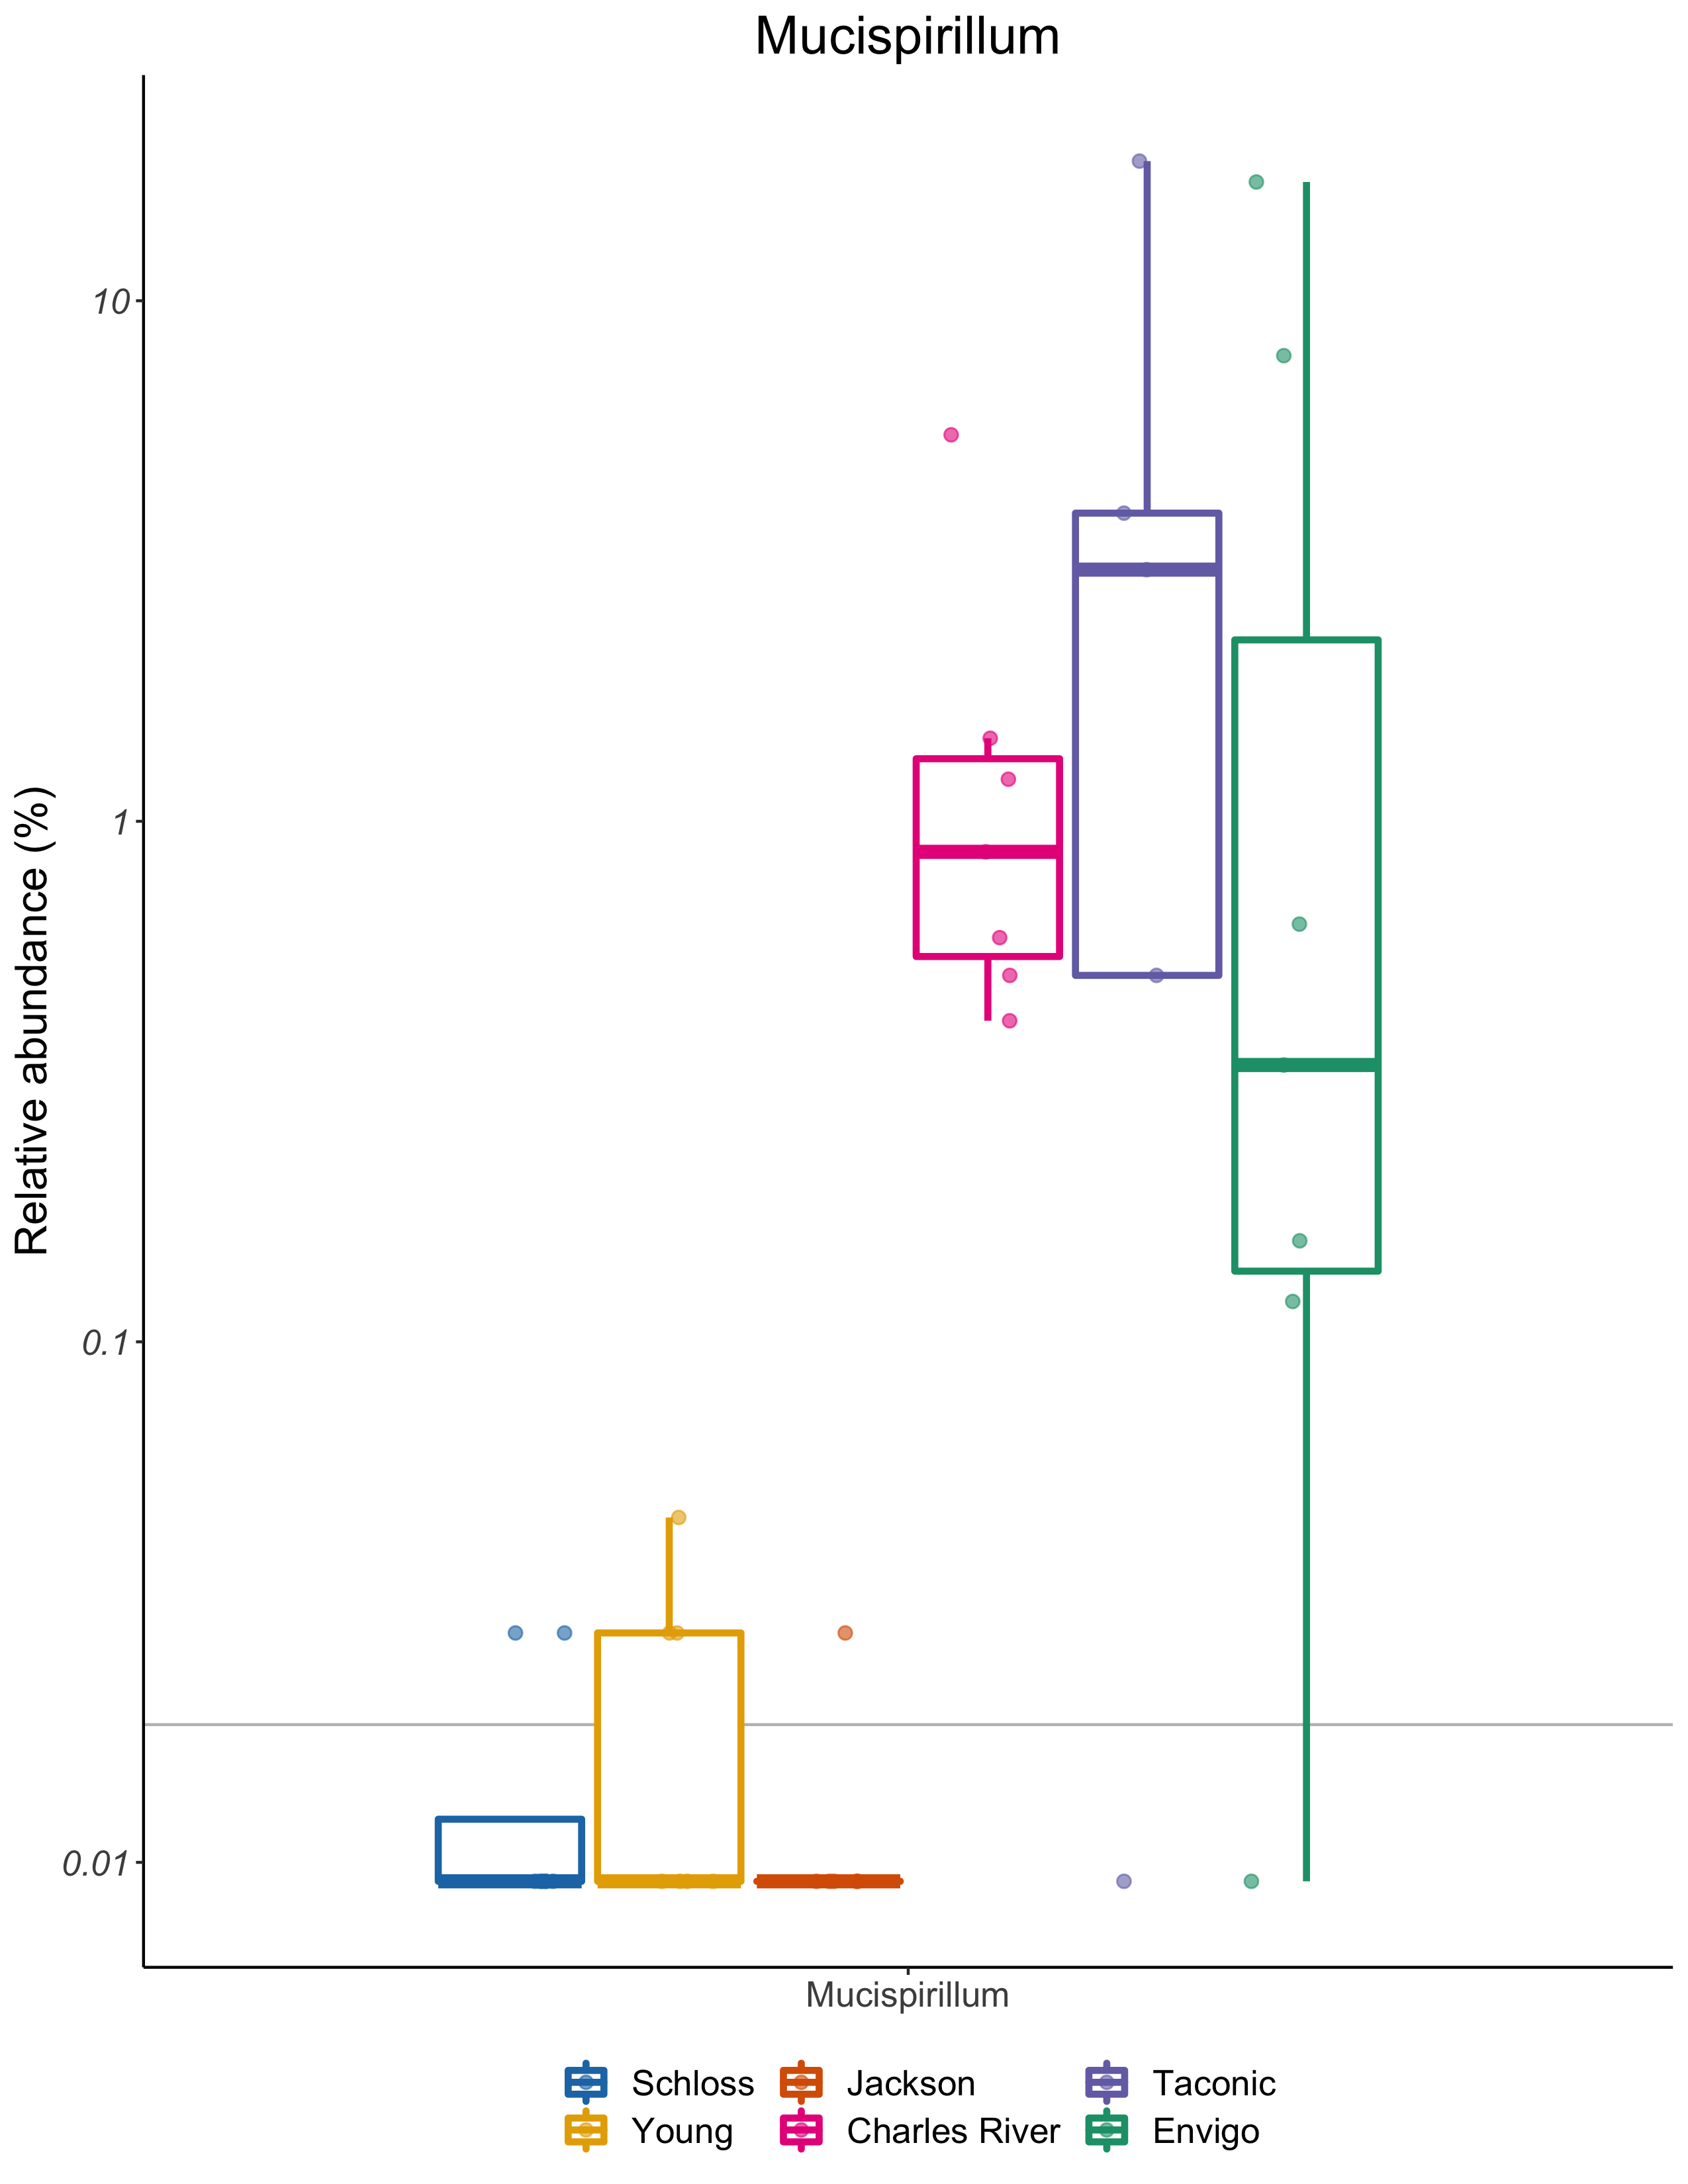 Mucispirillum
Relative abundance (%)
10
1
0.1
0.01
Mucispirillum
Schloss Jackson Taconic
Young Charles River Envigo